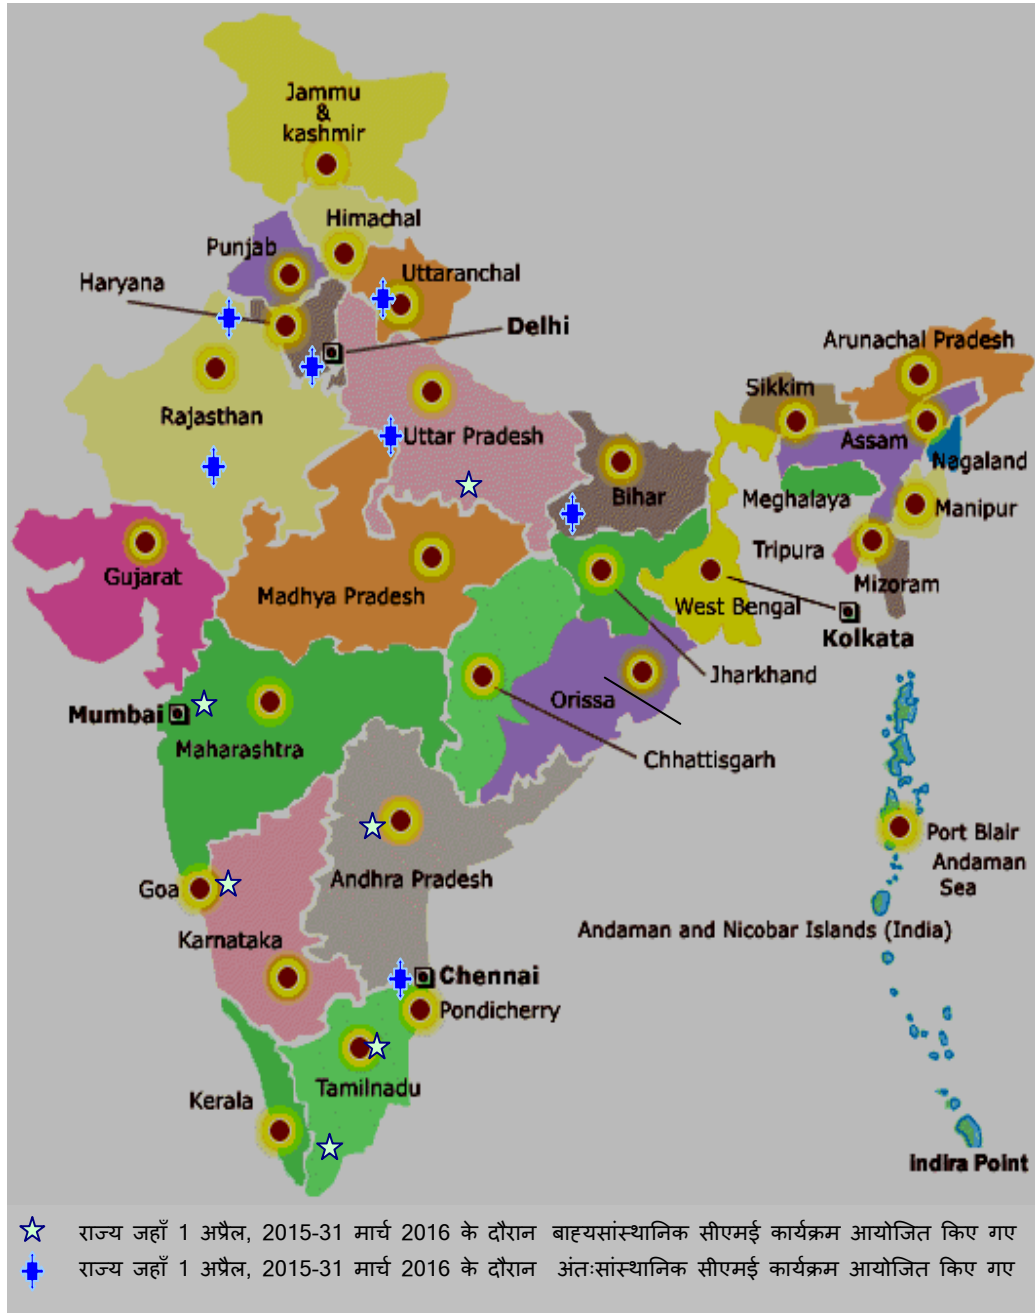 Jammu
&
kashmir
Himachal
Punjab
Uttaranchal
Haryana
Delhi
Arunachal Pradesh
Sikkim
Rajasthan
Uttar Pradesh
Assam
Nagaland
Bihar
Meghalaya
Manipur
Tripura
Gujarat
Mizoram
Madhya Pradesh
West Bengal
Kolkata
Jharkhand
Orissa
Mumbai
Maharashtra
Chhattisgarh
Port Blair
Andaman
Sea
Andhra Pradesh
Goa
Andaman and Nicobar Islands (India)
Karnataka
Chennai
Pondicherry
Tamilnadu
Kerala
Indira Point
राज्य जहाँ 1 अप्रैल, 2015-31 मार्च 2016 के दौरान बाह्यसांस्थानिक सीएमई कार्यक्रम आयोजित किए गए
राज्य जहाँ 1 अप्रैल, 2015-31 मार्च 2016 के दौरान अंतःसांस्थानिक सीएमई कार्यक्रम आयोजित किए गए